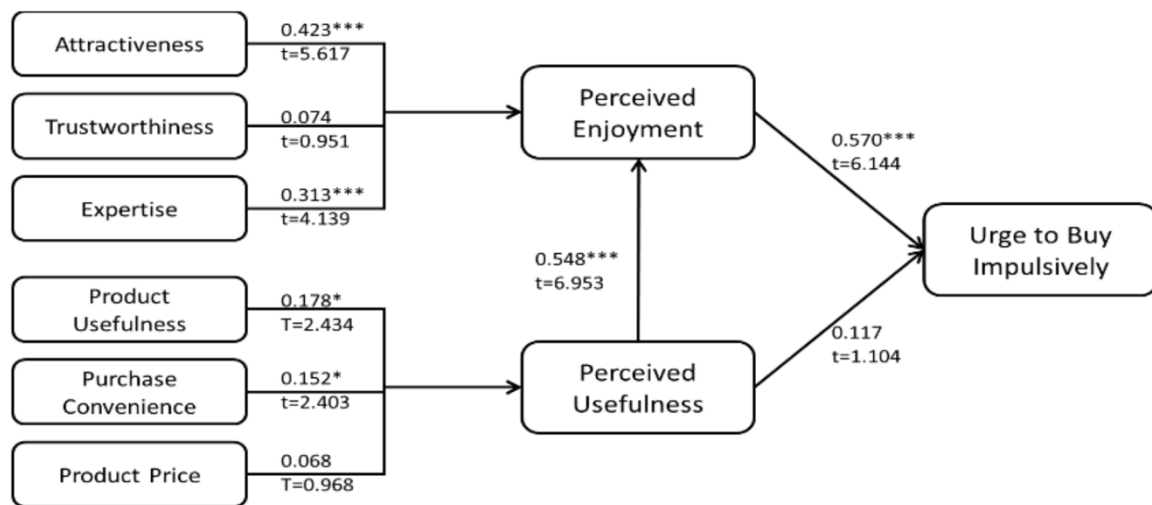 Attractiveness
0.423***
t=5.617
Trustworthiness
0.074
t=0.951
Expertise
0.313***
t=4.139
Product
Usefulness
0.178*
T=2.434
Purchase
Convenience
0.152*
t=2.403
Product Price
0.068
T=0.968
Perceived
Enjoyment
0.548***
t=6.953
Perceived
Usefulness
0.570***
t=6.144
0.117
t=1.104
Urge to Buy
Impulsively